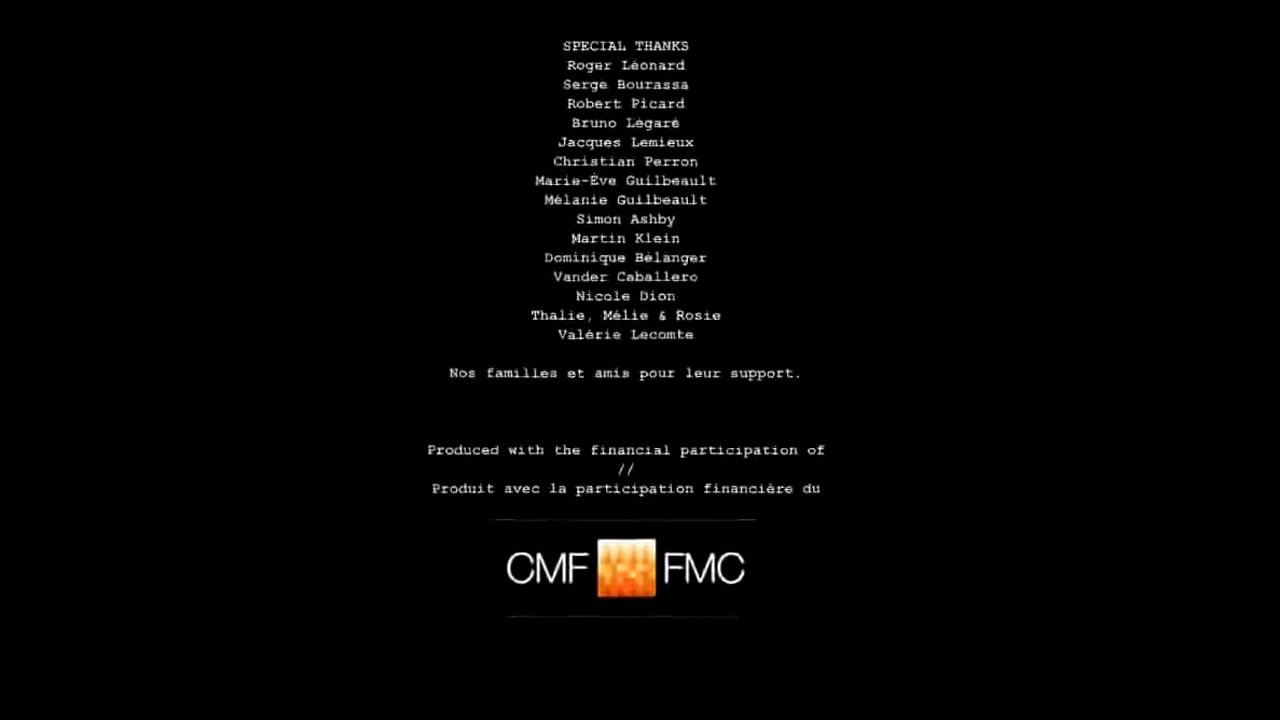 SPECIAL THANKS
Roger Léonard
Serge Bourassa
Robert Picard
Bruno Légaré
Jacques Lemieux
Christian Perron
Marie-Ève Guilbeault
Mélanie Guilbeault
Simon Ashby
Martin Klein
Dominique Bélanger
Vander Caballero
Nicole Dion
Thalie, Mélie & Rosie
Valérie Lecomte
Nos familles et amis pour leur support.
Produced with the financial participation of
//
Produit avec la participation financière du
CMF FMC